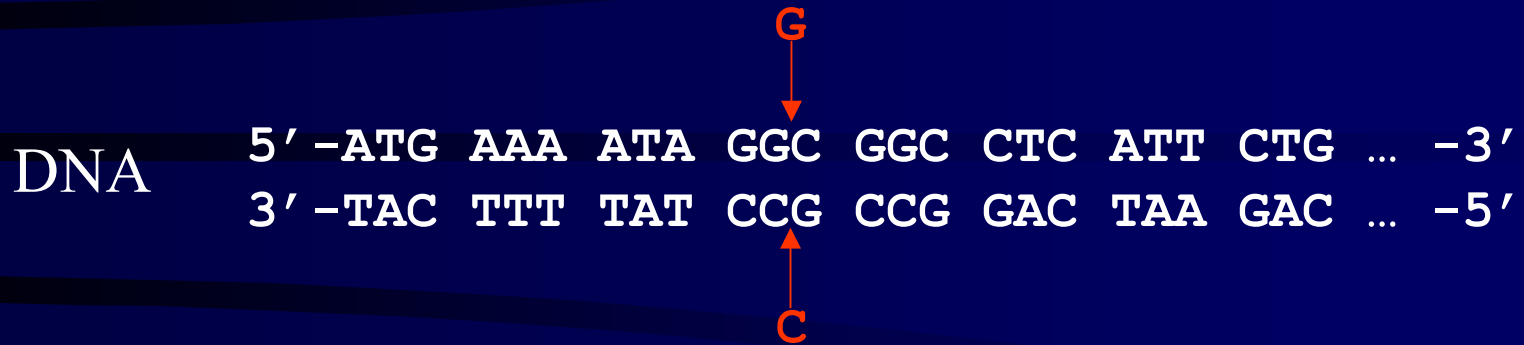 G
5′-ATG AAA ATA GGC GGC CTC ATT CTG … -3′
DNA
3′-TAC TTT TAT CCG CCG GAC TAA GAC … -5′
C